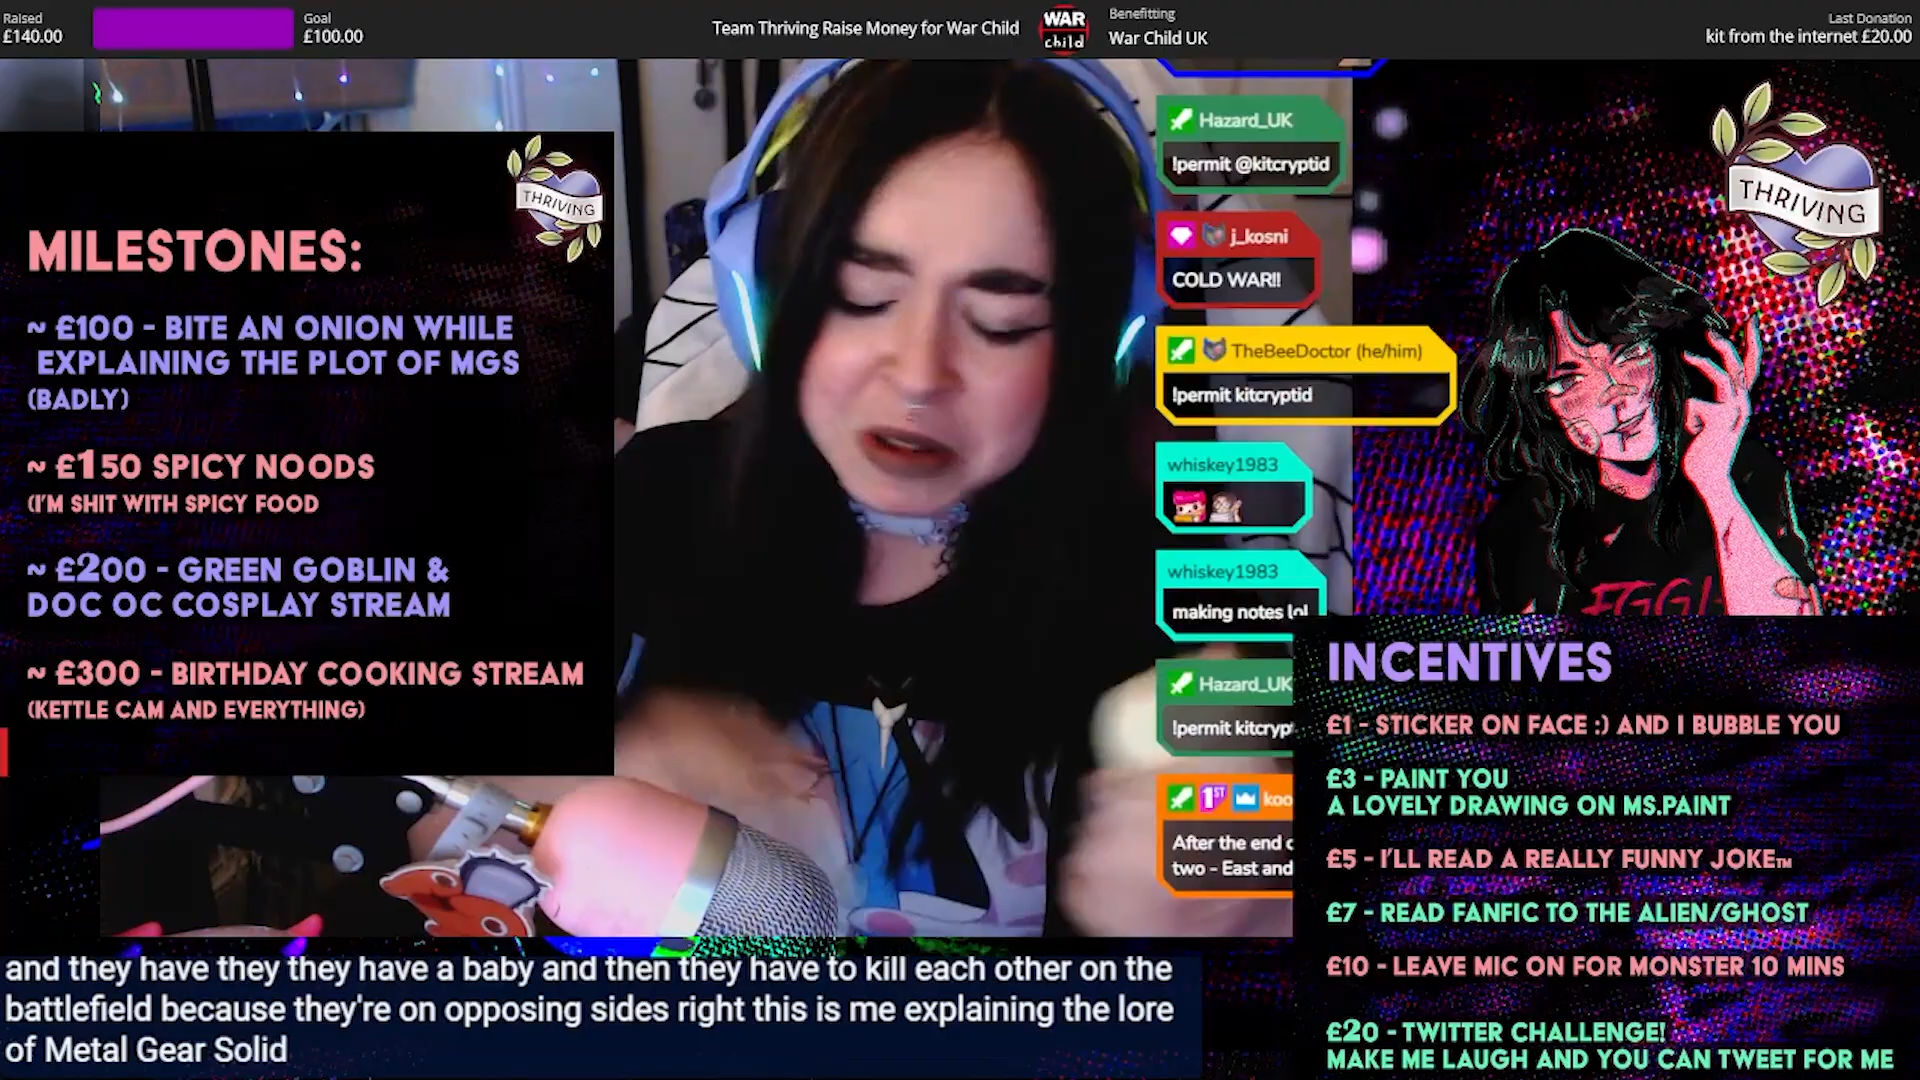 Raised
£140.00
Goal
£100.00
Team Thriving Raise Money for War Child
WAR
child
Benefitting
War Child UK
Last Donation
kit from the internet £20.00
THRIVING
MILESTONES:
~ £100 - BITE AN ONION WHILE
EXPLAINING THE PLOT OF MGS
(BADLY)
~ £150 SPICY NOODS
(I'M SHIT WITH SPICY FOOD
~ £200 - GREEN GOBLIN &
DOC OC COSPLAY STREAM
~ £300 - BIRTHDAY COOKING STREAM
(KETTLE CAM AND EVERYTHING)
Hazard_UK
!permit @kitcryptid
j_kosni
COLD WAR!!
TheBeeDoctor (he/him)
!permit kitcryptid
whiskey1983
whiskey1983
making notes lol
Hazard_UK
!permit kitcryp
1ST koo
After the end
two - East and
THRIVING
INCENTIVES
£1 - STICKER ON FACE :) AND I BUBBLE YOU
£3 - PAINT YOU
A LOVELY DRAWING ON MS.PAINT
£5 - I'LL READ A REALLY FUNNY JOKE™
£7 - READ FANFIC TO THE ALIEN/GHOST
£10 - LEAVE MIC ON FOR MONSTER 10 MINS
£20 - TWITTER CHALLENGE!
MAKE ME LAUGH AND YOU CAN TWEET FOR ME
and they have they they have a baby and then they have to kill each other on the
battlefield because they're on opposing sides right this is me explaining the lore
of Metal Gear Solid